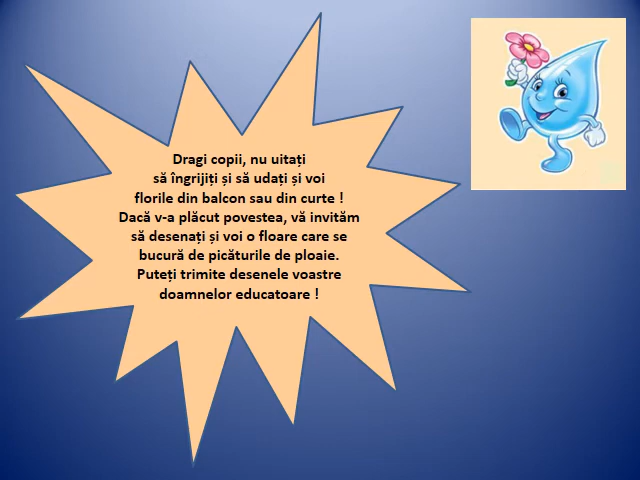 Dragi copii, nu uitați
să îngrijiți și să udați și voi
florile din balcon sau din curte !
Dacă v-a plăcut povestea, vă invităm
să desenați și voi o floare care se
bucură de picăturile de ploaie.
Puteți trimite desenele voastre
doamnelor educatoare !